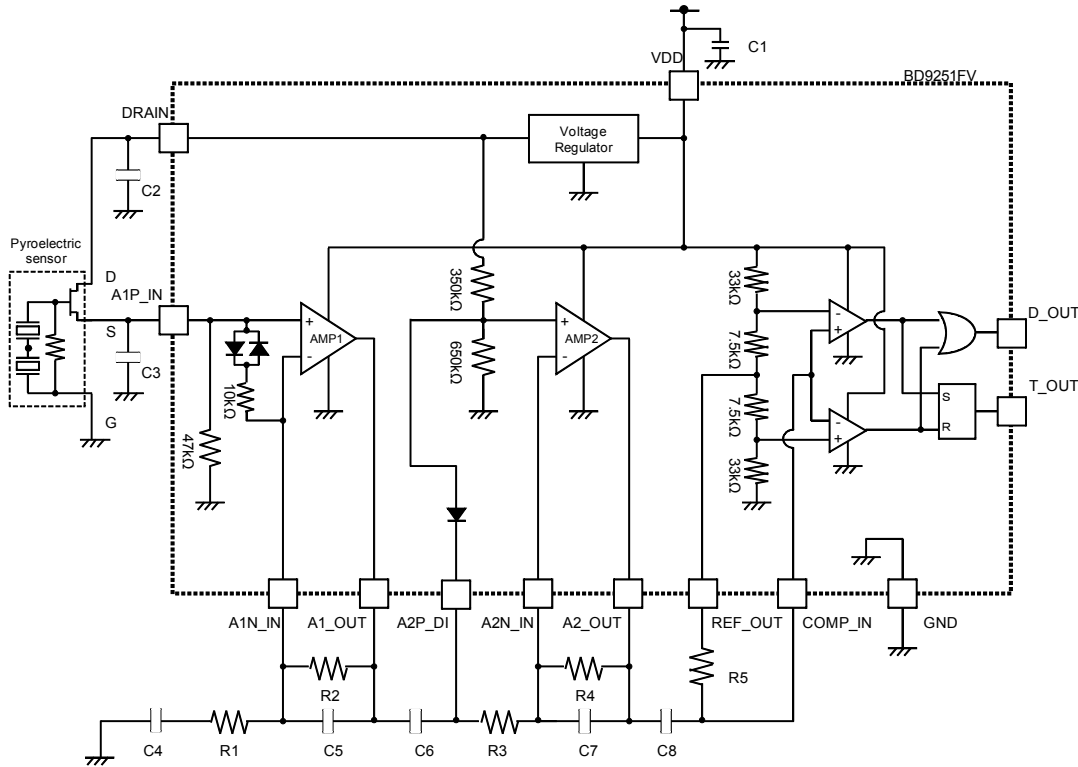 C1
VDD
BD9251FV
DRAIN
Voltage
Regulator
C2
Pyroelectric
sensor
D
A1P_IN
S
C3
G
350kΩ
650kΩ
33kΩ
7.5kΩ
7.5kΩ
33kΩ
+
-
AMP1
+
-
AMP2
-
+
-
+
D_OUT
T_OUT
S
R
10kΩ
47kΩ
A1N_IN
A1_OUT
A2P_DI
A2N_IN
A2_OUT
REF_OUT
COMP_IN
GND
R2
R4
R5
C4
R1
C5
C6
R3
C7
C8